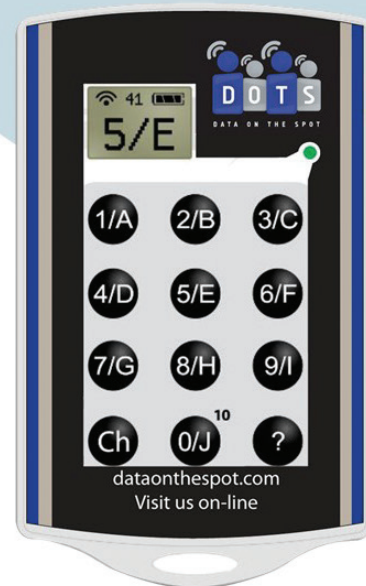 41
5/E
DOTS
DATA ON THE SPOT
1/A 2/B 3/C
4/D 5/E 6/F
7/G 8/H 9/I
10
Ch 0/J ?
dataonthespot.com
Visit us on-line